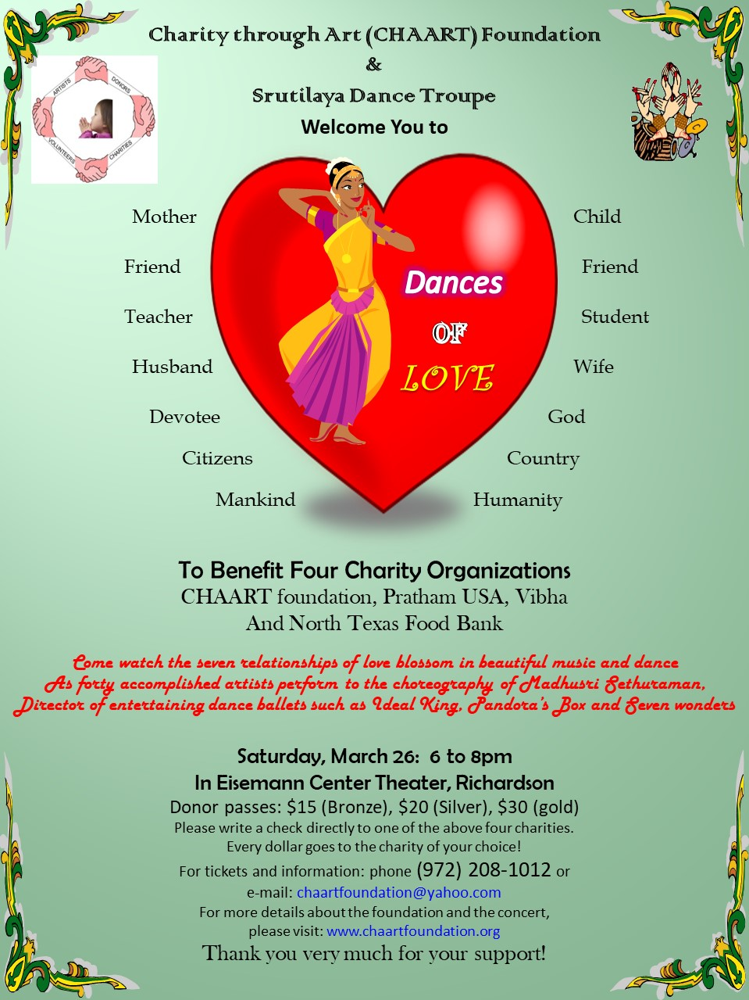 Charity through Art (CHAART) Foundation
&
Srutilaya Dance Troupe
Welcome You to
ARTISTS
DONORS
VOLUNTEERS
CHARITIES
Mother
Child
Friend
Friend
Dances
Teacher
Student
OF
Husband
Wife
LOVE
Devotee
God
Citizens
Country
Mankind
Humanity
To Benefit Four Charity Organizations
CHAART foundation, Pratham USA, Vibha
And North Texas Food Bank
Come watch the seven relationships of love blossom in beautiful music and dance
As forty accomplished artists perform to the choreography of Madhusri Sethuraman,
Director of entertaining dance ballets such as Ideal King, Pandora's Box and Seven wonders
Saturday, March 26: 6 to 8pm
In Eisemann Center Theater, Richardson
Donor passes: $15 (Bronze), $20 (Silver), $30 (gold)
Please write a check directly to one of the above four charities.
Every dollar goes to the charity of your choice!
For tickets and information: phone (972) 208-1012 or
e-mail: chaartfoundation@yahoo.com
For more details about the foundation and the concert,
please visit: www.chaartfoundation.org
Thank you very much for your support!